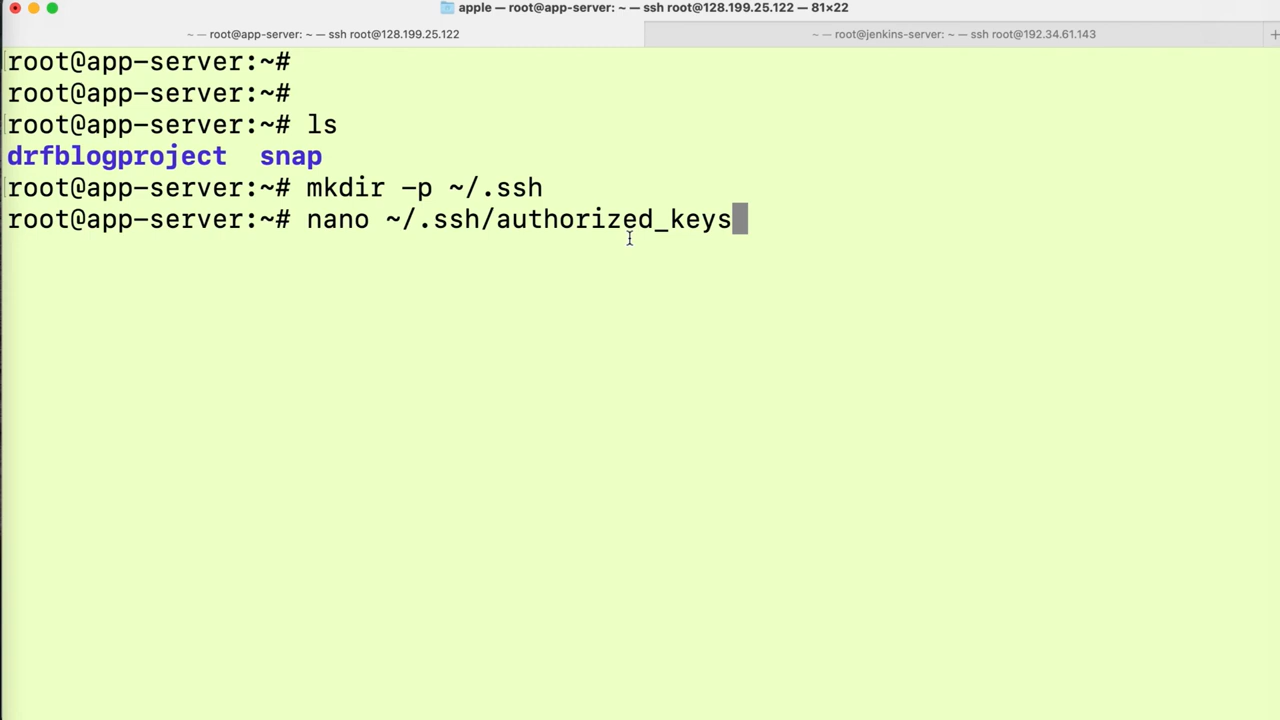 apple — root@app-server: ~ — ssh root@128.199.25.122 — 81×22
~ — root@app-server: ~ — ssh root@128.199.25.122
~ — root@jenkins-server: ~ — ssh root@192.34.61.143
+
root@app-server:~#
root@app-server:~#
root@app-server:~# ls
drfblogproject  snap
root@app-server:~# mkdir -p ~/.ssh
root@app-server:~# nano ~/.ssh/authorized_keys